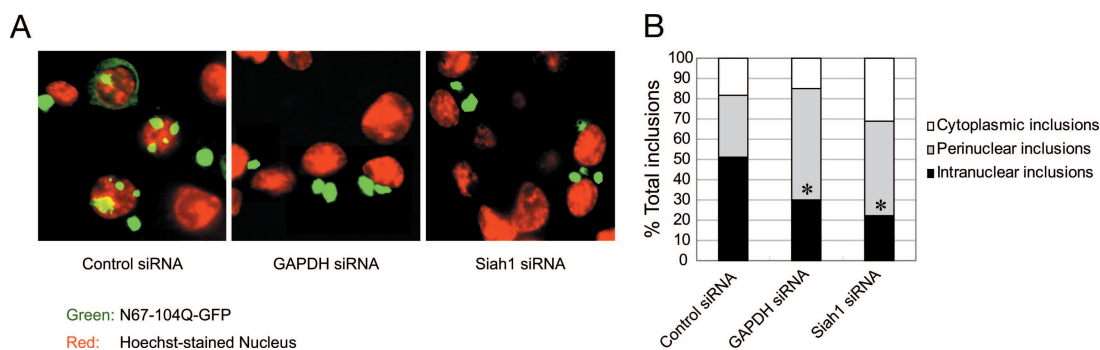 A
Control siRNA
GAPDH siRNA
Siah1 siRNA
Green: N67-104Q-GFP
Red: Hoechst-stained Nucleus
B
% Total inclusions
100
90
80
70
60
50
40
30
20
10
0
*
*
Control siRNA
GAPDH siRNA
Siah1 siRNA
Cytoplasmic inclusions
Perinuclear inclusions
Intranuclear inclusions